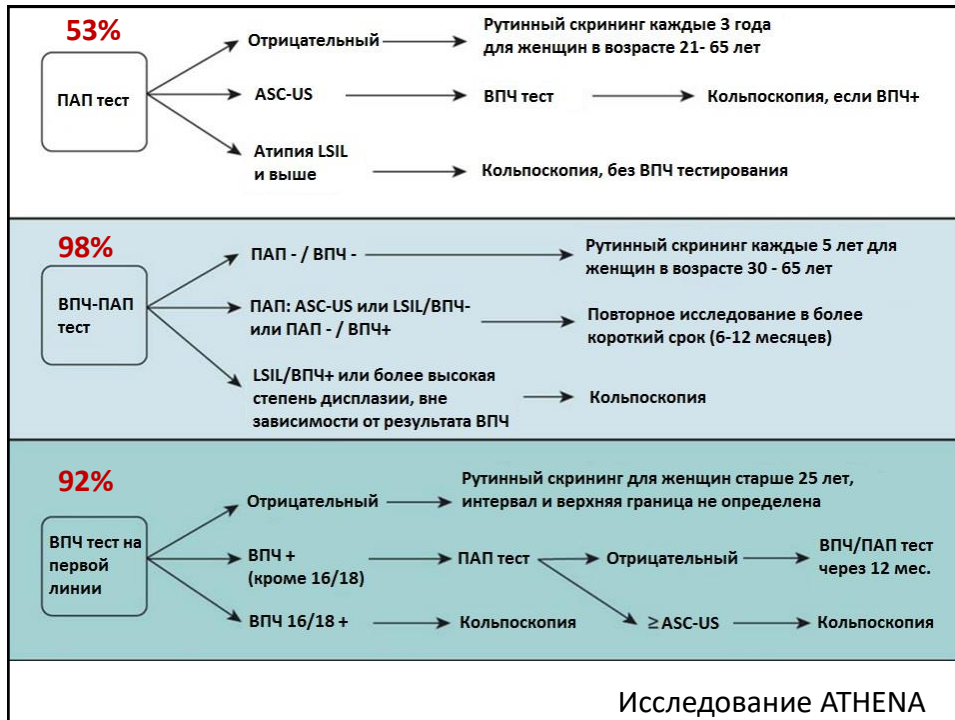 53%
ПАП тест
Отрицательный
Рутинный скрининг каждые 3 года
для женщин в возрасте 21- 65 лет
ASC-US
ВПЧ тест
Кольпоскопия, если ВПЧ+
Атипия LSIL
и выше
Кольпоскопия, без ВПЧ тестирования
98%
ВПЧ-ПАП
тест
ПАП - / ВПЧ -
Рутинный скрининг каждые 5 лет для
женщин в возрасте 30 - 65 лет
ПАП: ASC-US или LSIL/ВПЧ-
или ПАП - / ВПЧ+
Повторное исследование в более
короткий срок (6-12 месяцев)
LSIL/ВПЧ+ или более высокая
степень дисплазии, вне
зависимости от результата ВПЧ
Кольпоскопия
92%
ВПЧ тест на
первой
линии
Отрицательный
Рутинный скрининг для женщин старше 25 лет,
интервал и верхняя граница не определена
ВПЧ +
(кроме 16/18)
ПАП тест
Отрицательный
ВПЧ/ПАП тест
через 12 мес.
ВПЧ 16/18 +
Кольпоскопия
≥ ASC-US
Кольпоскопия
Исследование ATHENA